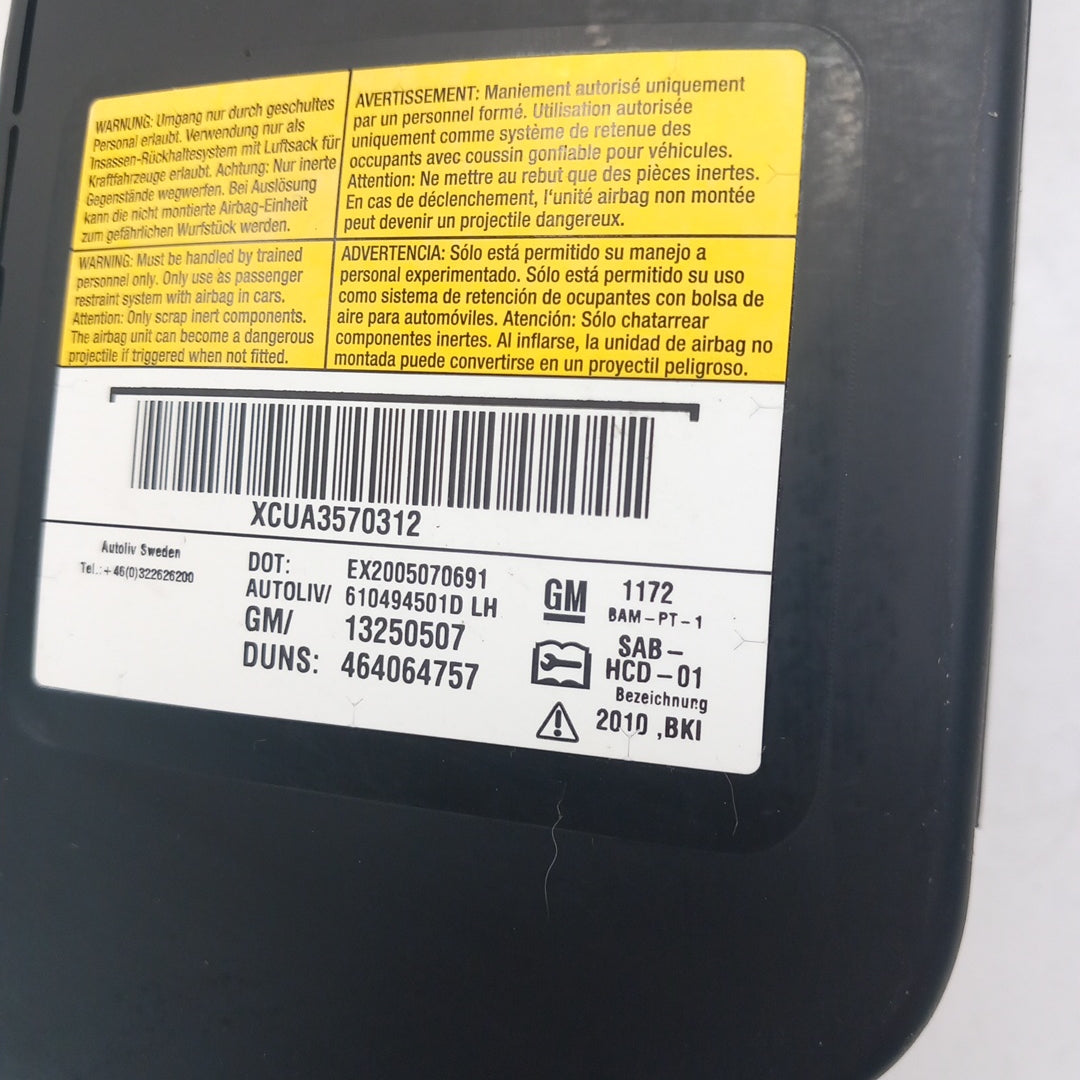 WARNUNG: Umgang nur durch geschultes
Personal erlaubt. Verwendung nur als
Insassen-Rückhaltesystem mit Luftsack für
Kraftfahrzeuge erlaubt. Achtung: Nur inerte
Gegenstände wegwerfen. Bei Auslösung
kann die nicht montierte Airbag-Einheit
zum gefährlichen Wurfstück werden.
AVERTISSEMENT: Maniement autorisé uniquement
par un personnel formé. Utilisation autorisée
uniquement comme système de retenue des
occupants avec coussin gonflable pour véhicules.
Attention: Ne mettre au rebut que des pièces inertes.
En cas de déclenchement, l'unité airbag non montée
peut devenir un projectile dangereux.
WARNING: Must be handled by trained
personnel only. Only use as passenger
restraint system with airbag in cars.
Attention: Only scrap inert components.
The airbag unit can become a dangerous
projectile if triggered when not fitted.
ADVERTENCIA: Sólo está permitido su manejo a
personal experimentado. Sólo está permitido su uso
como sistema de retención de ocupantes con bolsa de
aire para automóviles. Atención: Sólo chatarrear
componentes inertes. Al inflarse, la unidad de airbag no
montada puede convertirse en un proyectil peligroso.
XCUA3570312
Autoliv Sweden
Tel.:+46(0)322626200
DOT: EX2005070691
AUTOLIV/ 610494501D LH
GM/ 13250507
DUNS: 464064757
GM 1172
BAM-PT-1
SAB-
HCD-01
Bezeichnung
2010 ,BKI